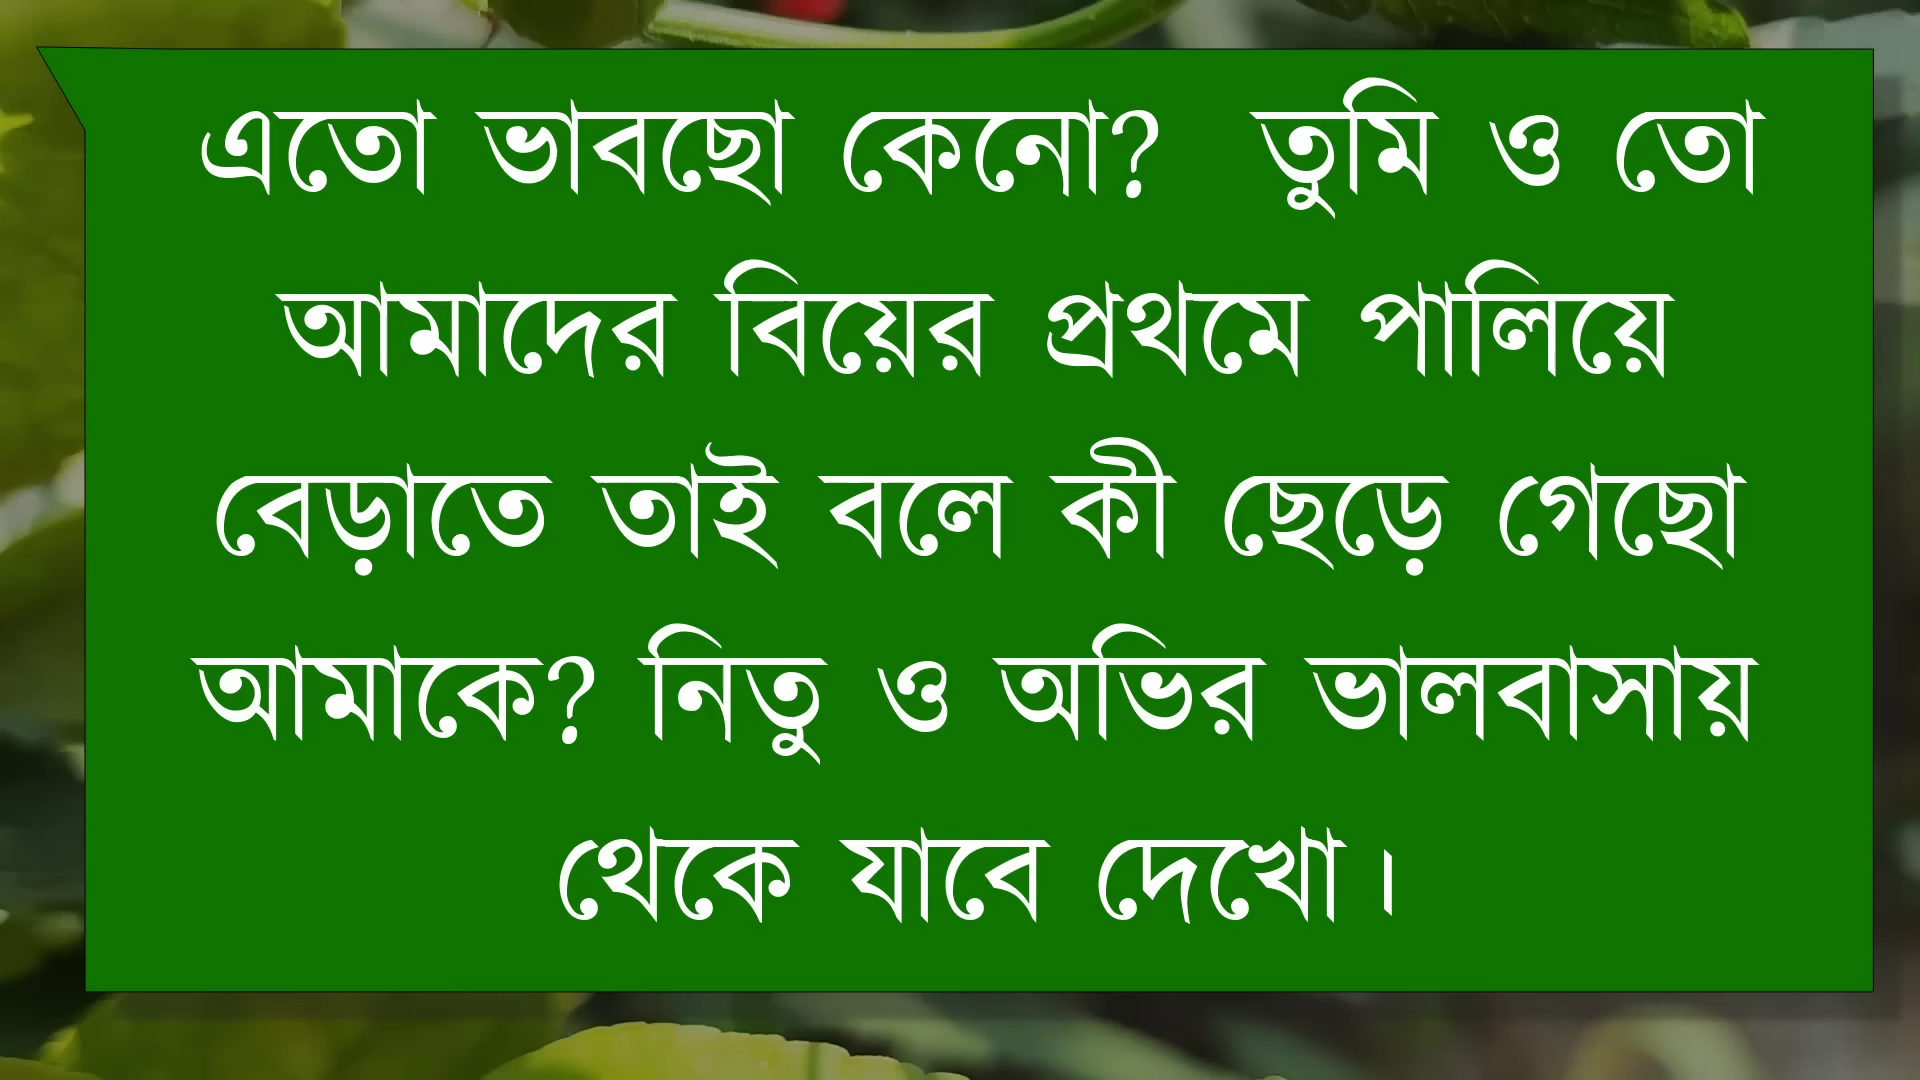 এতো ভাবছো কেনো?  তুমি ও তো
আমাদের বিয়ের প্রথমে পালিয়ে
বেড়াতে তাই বলে কী ছেড়ে গেছো
আমাকে? নিতু ও অভির ভালবাসায়
থেকে যাবে দেখো।